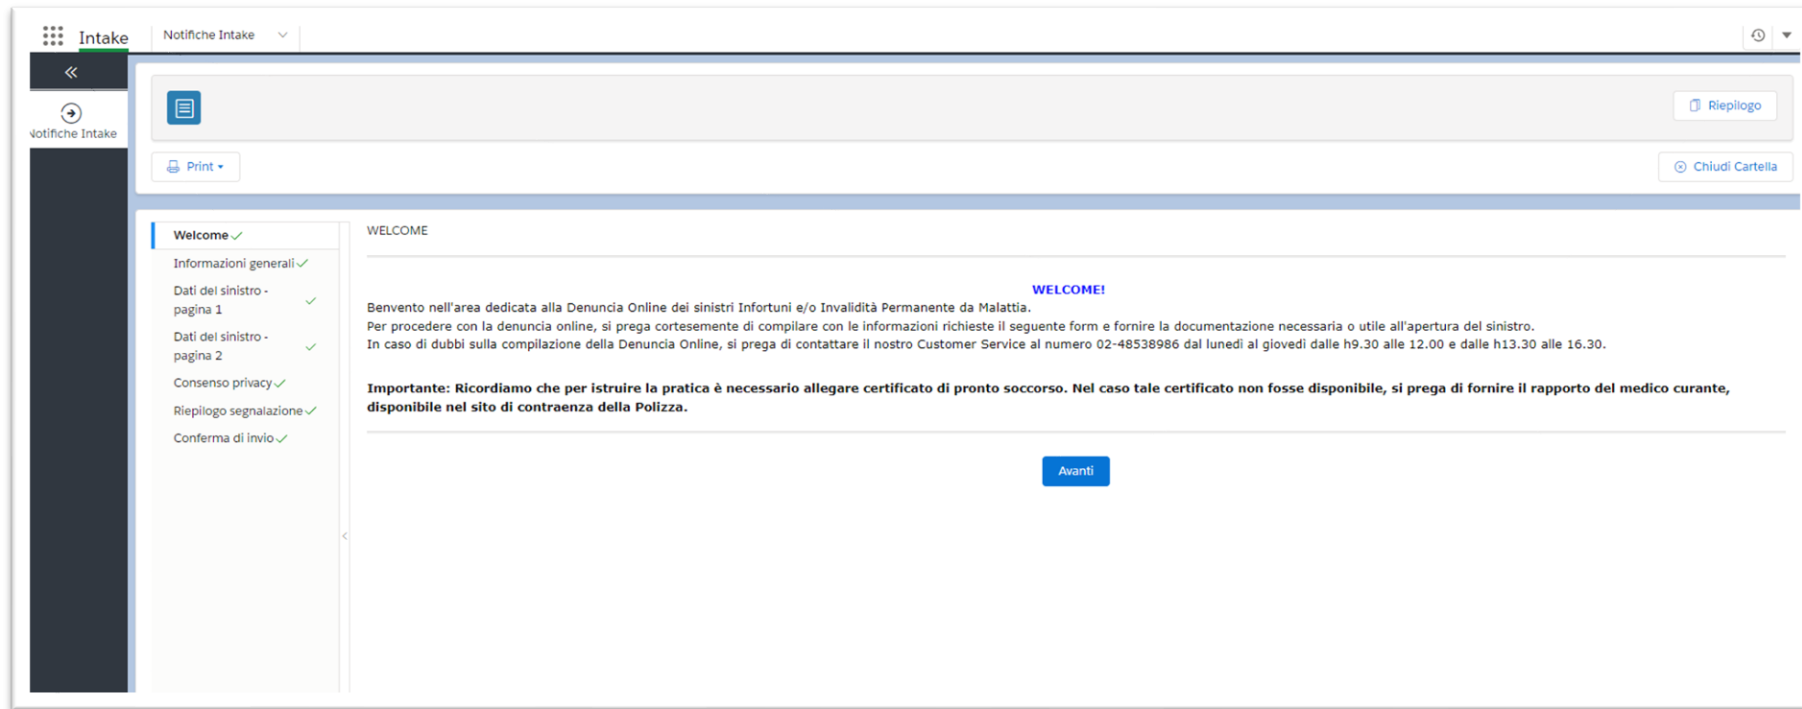 Intake
Notifiche Intake
Notifiche Intake
Riepilogo
Print
Chiudi Cartella
Welcome
Informazioni generali
Dati del sinistro -
pagina 1
Dati del sinistro -
pagina 2
Consenso privacy
Riepilogo segnalazione
Conferma di invio
WELCOME
WELCOME!
Benvento nell'area dedicata alla Denuncia Online dei sinistri Infortuni e/o Invalidità Permanente da Malattia.
Per procedere con la denuncia online, si prega cortesemente di compilare con le informazioni richieste il seguente form e fornire la documentazione necessaria o utile all'apertura del sinistro.
In caso di dubbi sulla compilazione della Denuncia Online, si prega di contattare il nostro Customer Service al numero 02-48538986 dal lunedì al giovedì dalle h9.30 alle 12.00 e dalle h13.30 alle 16.30.
Importante: Ricordiamo che per istruire la pratica è necessario allegare certificato di pronto soccorso. Nel caso tale certificato non fosse disponibile, si prega di fornire il rapporto del medico curante,
disponibile nel sito di contraenza della Polizza.
Avanti